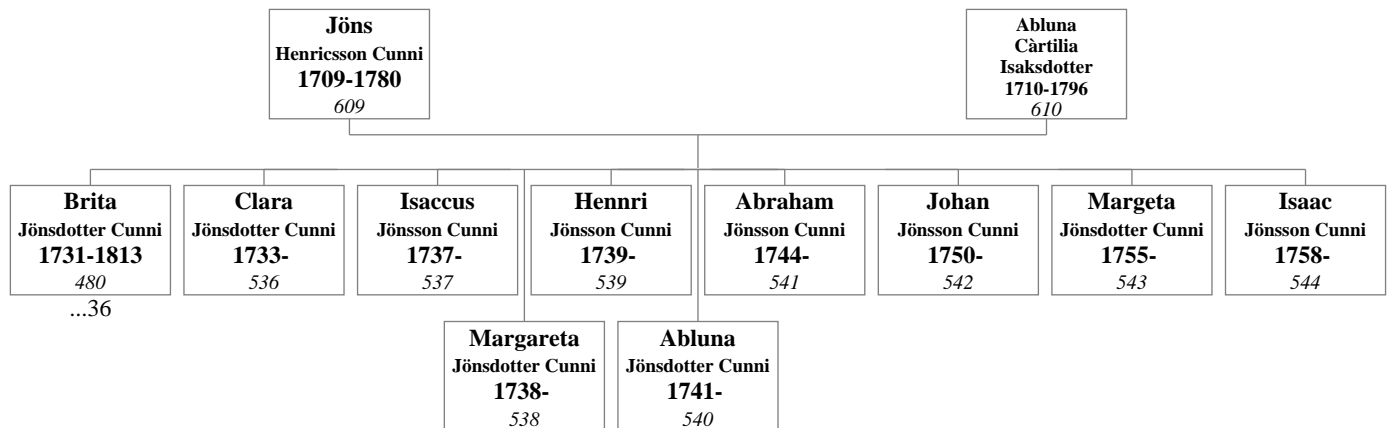 Jöns
Henricsson Cunni
1709-1780
609
Abluna
Càrtilia
Isaksdotter
1710-1796
610
Brita
Jönsdotter Cunni
1731-1813
480
...36
Clara
Jönsdotter Cunni
1733-
536
Isaccus
Jönsson Cunni
1737-
537
Margareta
Jönsdotter Cunni
1738-
538
Hennri
Jönsson Cunni
1739-
539
Abluna
Jönsdotter Cunni
1741-
540
Abraham
Jönsson Cunni
1744-
541
Johan
Jönsson Cunni
1750-
542
Margeta
Jönsdotter Cunni
1755-
543
Isaac
Jönsson Cunni
1758-
544